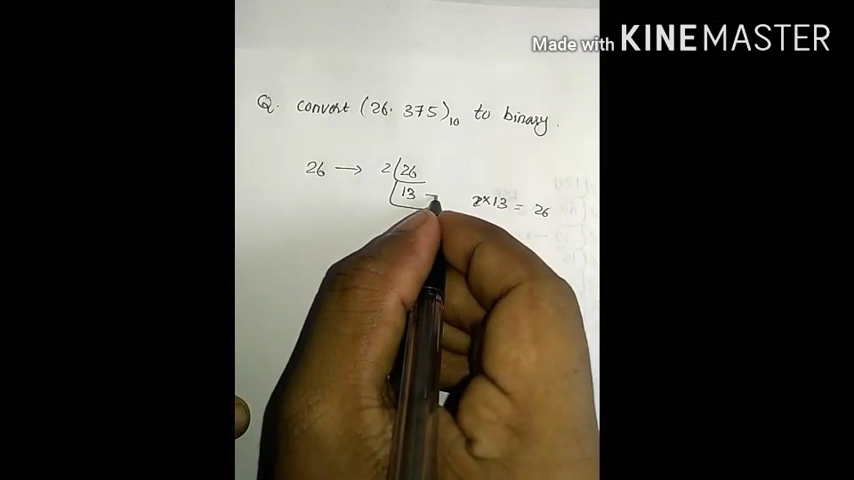 Made with KINEMASTER
Q. convert (26.375)10 to binary.
26 → 2 26
13 - 2×13 = 26